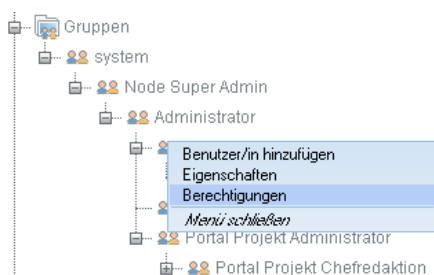 Gruppen
system
Node Super Admin
Administrator
Benutzer/in hinzufügen
Eigenschaften
Berechtigungen
Menü schließen
Portal Projekt Administrator
Portal Projekt Chefredaktion